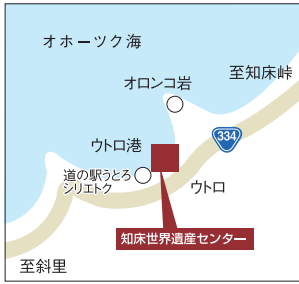 オホーツク海
オロンコ岩
至知床峠
334
ウトロ港
道の駅うとろ
シリエトク
ウトロ
知床世界遺産センター
至斜里